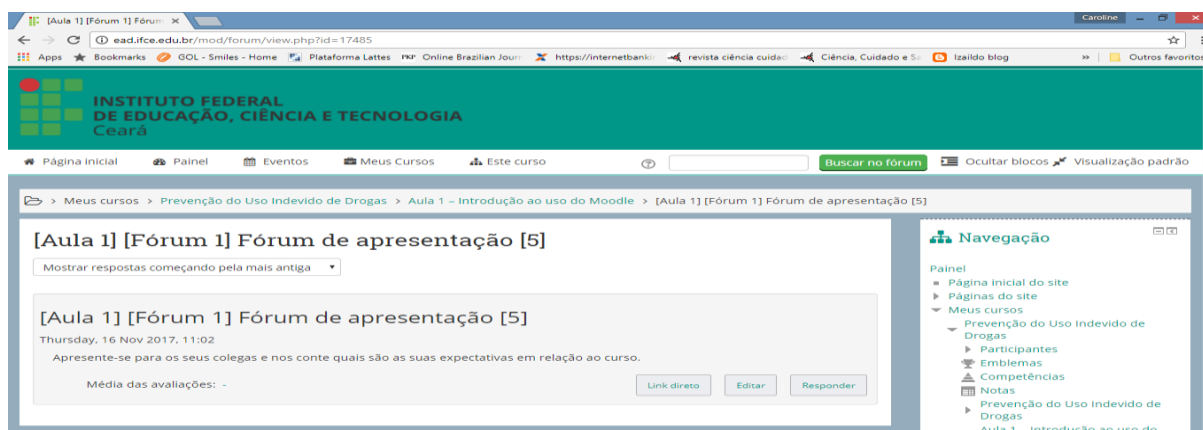 [Aula 1] [Fórum 1] Fórum
Caroline
ead.ifce.edu.br/mod/forum/view.php?id=17485
Apps Bookmarks GOL - Smiles - Home Plataforma Lattes PKP Online Brazilian Journ https://internetbankin revista ciência cuidad Ciência, Cuidado e Sa Izaildo blog » Outros favoritos
INSTITUTO FEDERAL
DE EDUCAÇÃO, CIÊNCIA E TECNOLOGIA
Ceará
Página inicial Painel Eventos Meus Cursos Este curso Buscar no fórum Ocultar blocos Visualização padrão
> Meus cursos > Prevenção do Uso Indevido de Drogas > Aula 1 – Introdução ao uso do Moodle > [Aula 1] [Fórum 1] Fórum de apresentação [5]
[Aula 1] [Fórum 1] Fórum de apresentação [5]
Mostrar respostas começando pela mais antiga
[Aula 1] [Fórum 1] Fórum de apresentação [5]
Thursday, 16 Nov 2017, 11:02
Apresente-se para os seus colegas e nos conte quais são as suas expectativas em relação ao curso.
Média das avaliações: -
Link direto Editar Responder
Navegação
Painel
Página inicial do site
Páginas do site
Meus cursos
Prevenção do Uso Indevido de
Drogas
Participantes
Emblemas
Competências
Notas
Prevenção do Uso Indevido de
Drogas
Aula 1 – Introdução ao uso do